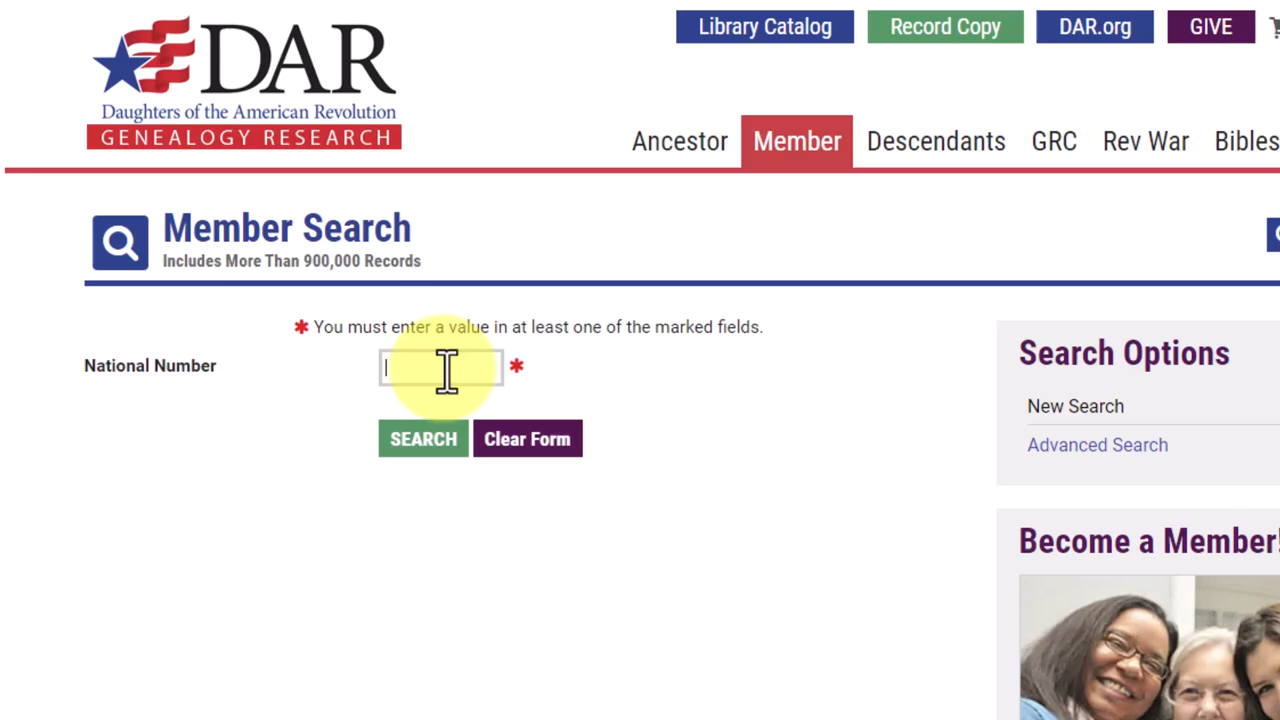 Library Catalog Record Copy DAR.org GIVE
DAR
Daughters of the American Revolution
GENEALOGY RESEARCH
Ancestor Member Descendants GRC Rev War Bibles
Member Search
Includes More Than 900,000 Records
* You must enter a value in at least one of the marked fields.
National Number *
SEARCH Clear Form
Search Options
New Search
Advanced Search
Become a Member!